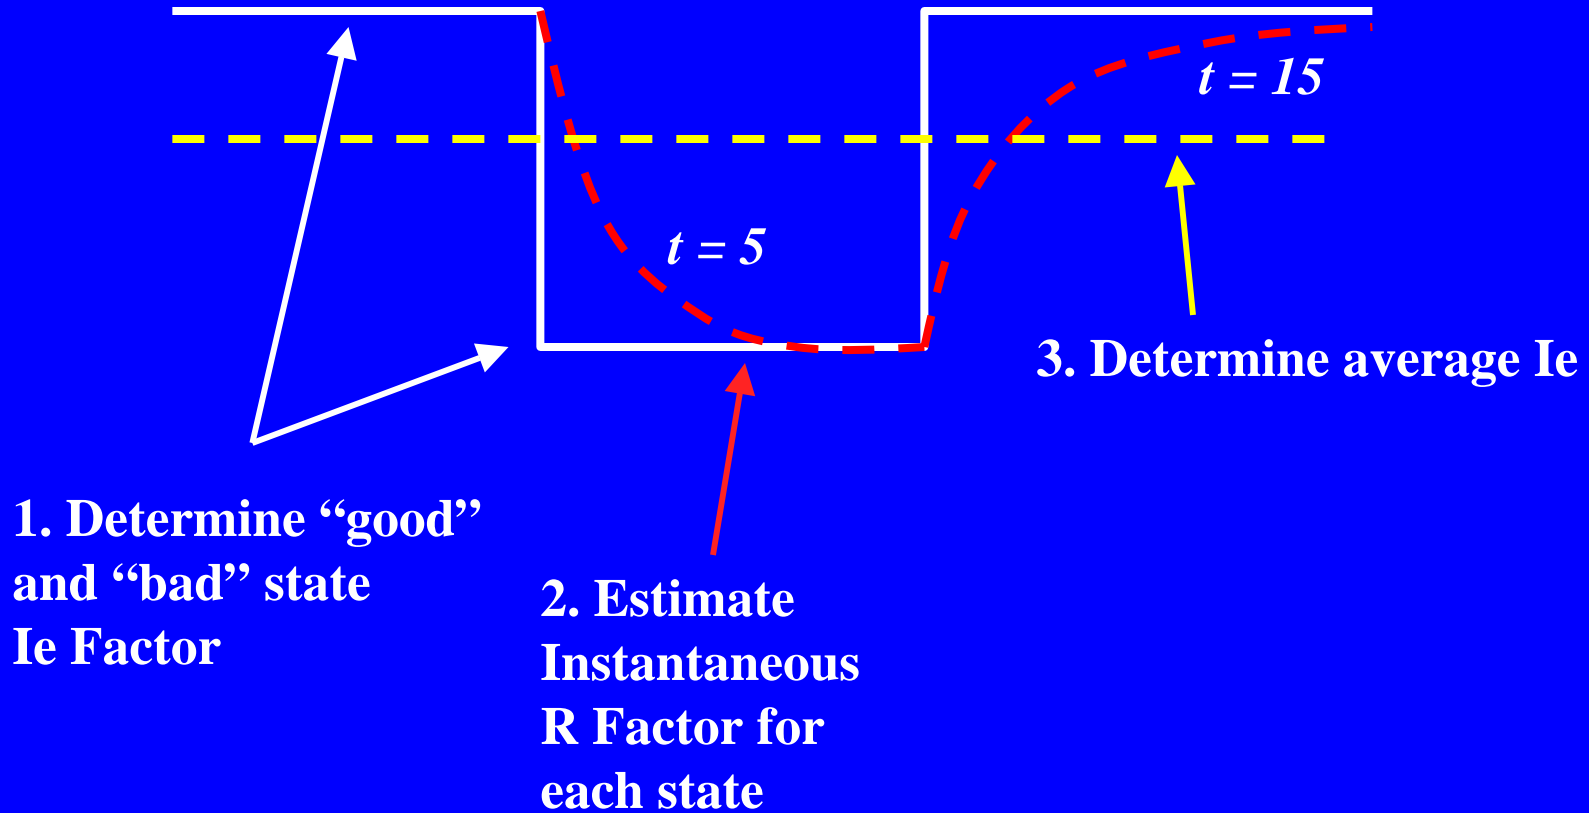 t = 15
t = 5
3. Determine average Ie
1. Determine “good”
and “bad” state
Ie Factor
2. Estimate
Instantaneous
R Factor for
each state